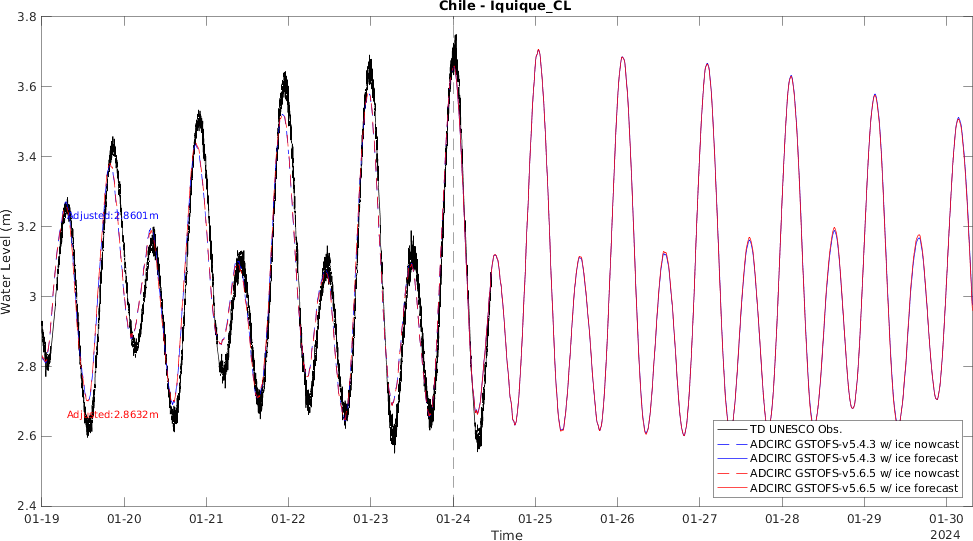 Chile - Iquique_CL
3.8
3.6
3.4
3.2
3
2.8
2.6
2.4
Water Level (m)
Adjusted:2.8601m
Adjusted:2.8632m
TD UNESCO Obs.
ADCIRC GSTOFS-v5.4.3 w/ ice nowcast
ADCIRC GSTOFS-v5.4.3 w/ ice forecast
ADCIRC GSTOFS-v5.6.5 w/ ice nowcast
ADCIRC GSTOFS-v5.6.5 w/ ice forecast
01-19 01-20 01-21 01-22 01-23 01-24 01-25 01-26 01-27 01-28 01-29 01-30
Time
2024